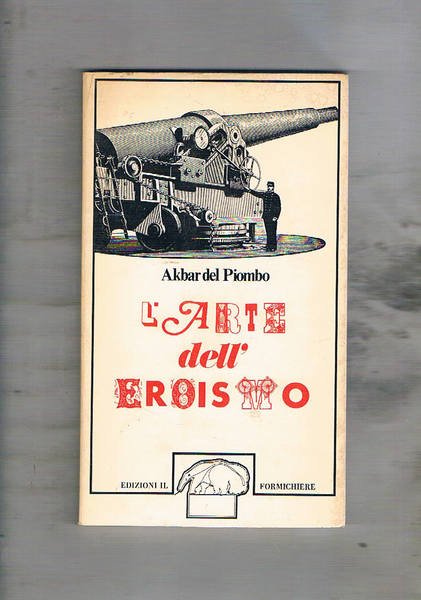 Akbar del Piombo
L'ARTE
dell'
EROISMO
EDIZIONI IL FORMICHIERE